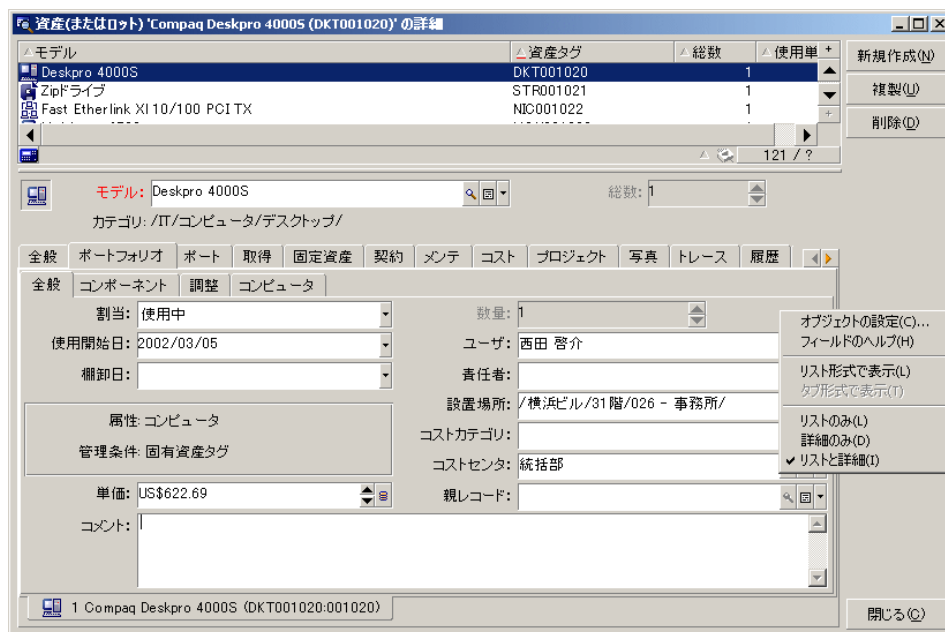 資産(またはロット) 'Compaq Deskpro 4000S (DKT001020)' の詳細
モデル 資産タグ 総数 使用単
Deskpro 4000S DKT001020 1
Zipドライブ STR001021 1
Fast Etherlink XI 10/100 PCI TX NIC001022 1
121 / ?
新規作成(N)
複製(U)
削除(D)
モデル: Deskpro 4000S 総数: 1
カテゴリ: /IT/コンピュータ/デスクトップ/
全般 ポートフォリオ ポート 取得 固定資産 契約 メンテ コスト プロジェクト 写真 トレース 履歴
全般 コンポーネント 調整 コンピュータ
割当: 使用中 数量: 1
使用開始日: 2002/03/05 ユーザ: 西田 啓介
棚卸日: 責任者:
設置場所: /横浜ビル/31階/026 - 事務所/
属性: コンピュータ コストカテゴリ:
管理条件: 固有資産タグ コストセンタ: 統括部
単価: US$622.69 親レコード:
コメント:
オブジェクトの設定(C)...
フィールドのヘルプ(H)
リスト形式で表示(L)
タブ形式で表示(T)
リストのみ(L)
詳細のみ(D)
リストと詳細(I)
1 Compaq Deskpro 4000S (DKT001020:001020)
閉じる(C)